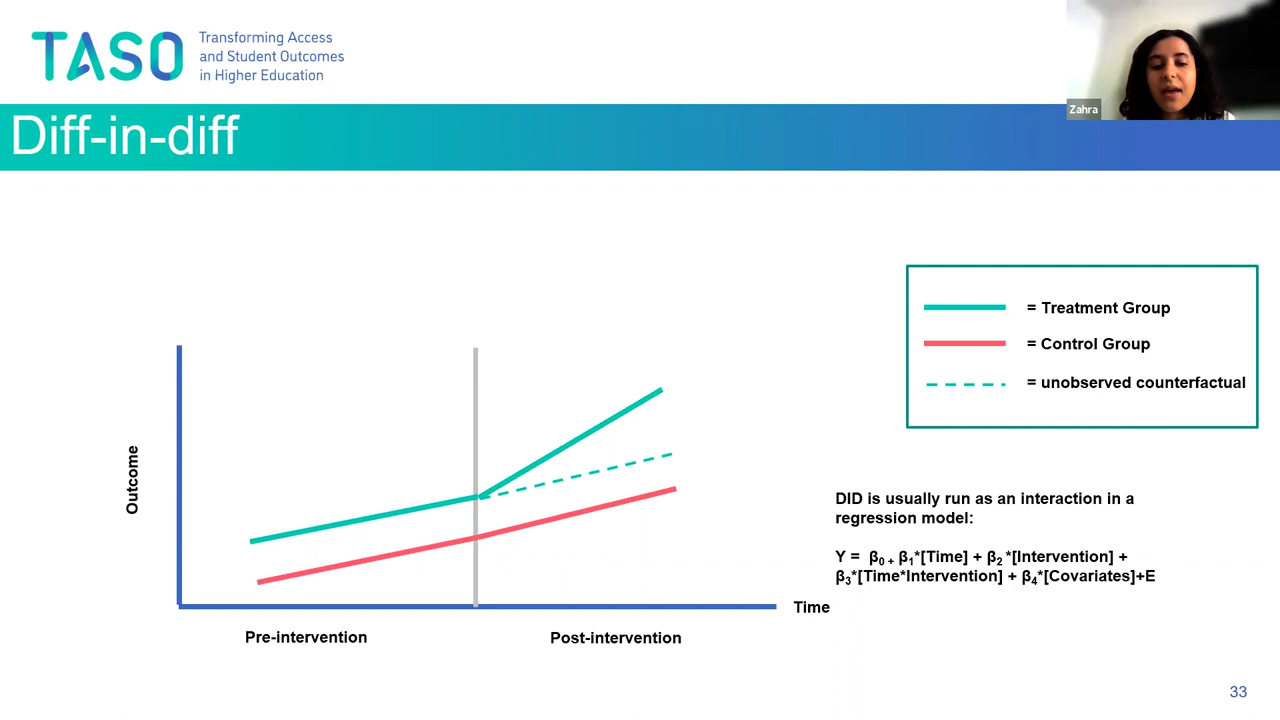 TASO
Transforming Access
and Student Outcomes
in Higher Education
Zahra
Diff-in-diff
= Treatment Group
= Control Group
= unobserved counterfactual
Outcome
DID is usually run as an interaction in a
regression model:
Y = β0 + β1*[Time] + β2 *[Intervention] +
β3*[Time*Intervention] + β4*[Covariates]+E
Time
Pre-intervention
Post-intervention
33